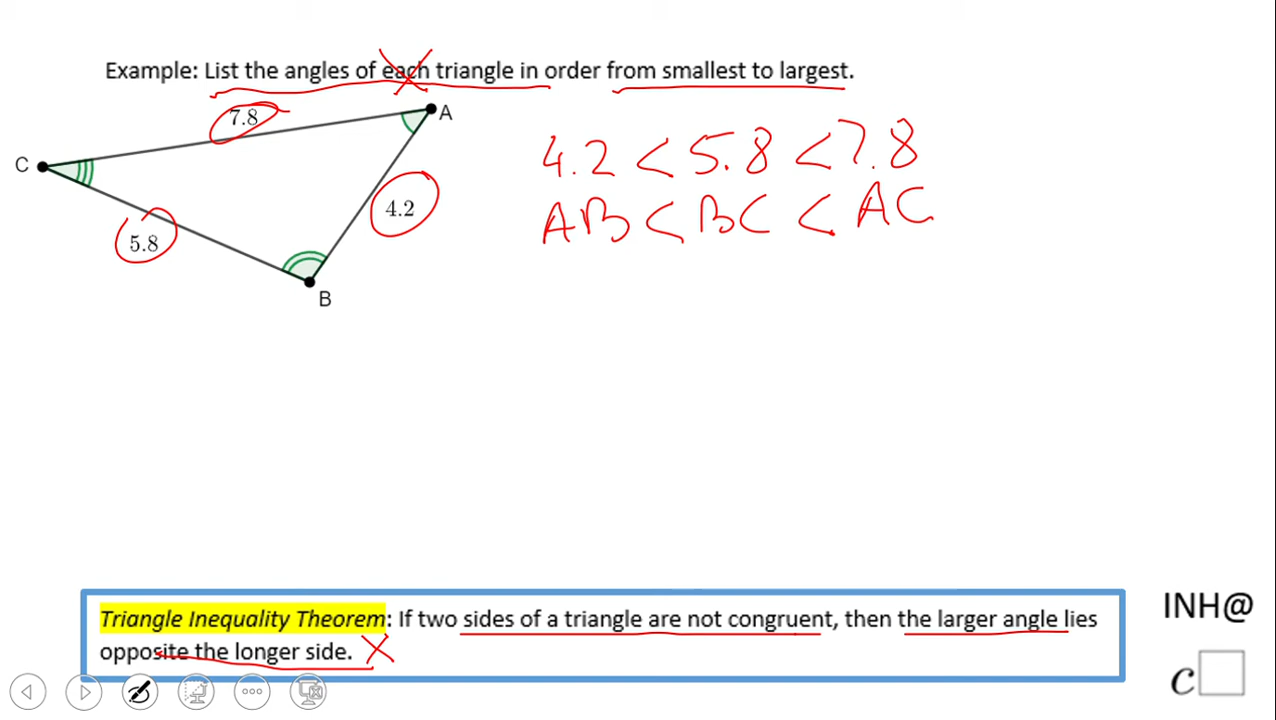 Example: List the angles of each triangle in order from smallest to largest.
7.8
A
4.2 < 5.8 < 7.8
C
4.2
AB < BC < AC
5.8
B
Triangle Inequality Theorem: If two sides of a triangle are not congruent, then the larger angle lies
opposite the longer side.
INH@
c